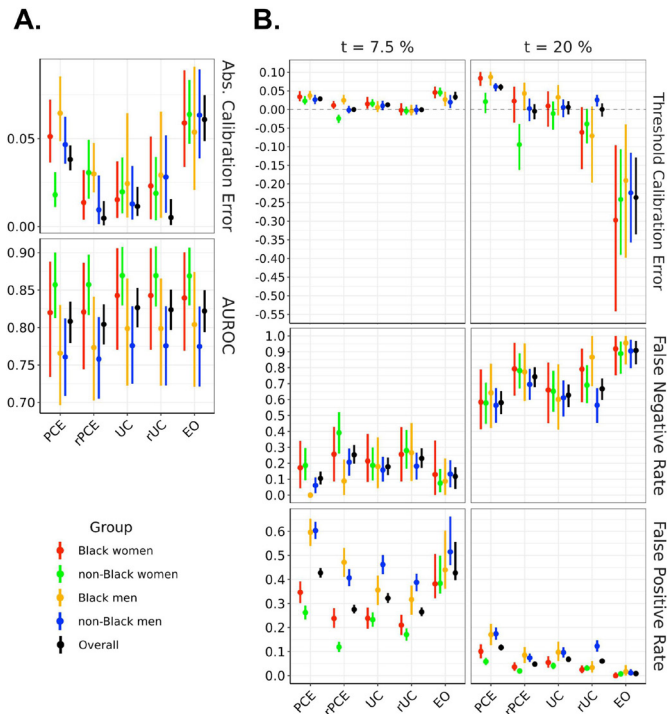 A.
B.
t = 7.5 %
t = 20 %
0.05
0.00
Abs. Calibration Error
0.90
0.85
0.80
0.75
0.70
AUROC
PCE
rPCE
UC
rUC
EO
Group
Black women
non-Black women
Black men
non-Black men
Overall
0.10
0.05
0.00
-0.05
-0.10
-0.15
-0.20
-0.25
-0.30
-0.35
-0.40
-0.45
-0.50
-0.55
Threshold Calibration Error
1.0
0.9
0.8
0.7
0.6
0.5
0.4
0.3
0.2
0.1
0.0
False Negative Rate
0.6
0.5
0.4
0.3
0.2
0.1
0.0
False Positive Rate
PCE
rPCE
UC
rUC
EO
PCE
rPCE
UC
rUC
EO